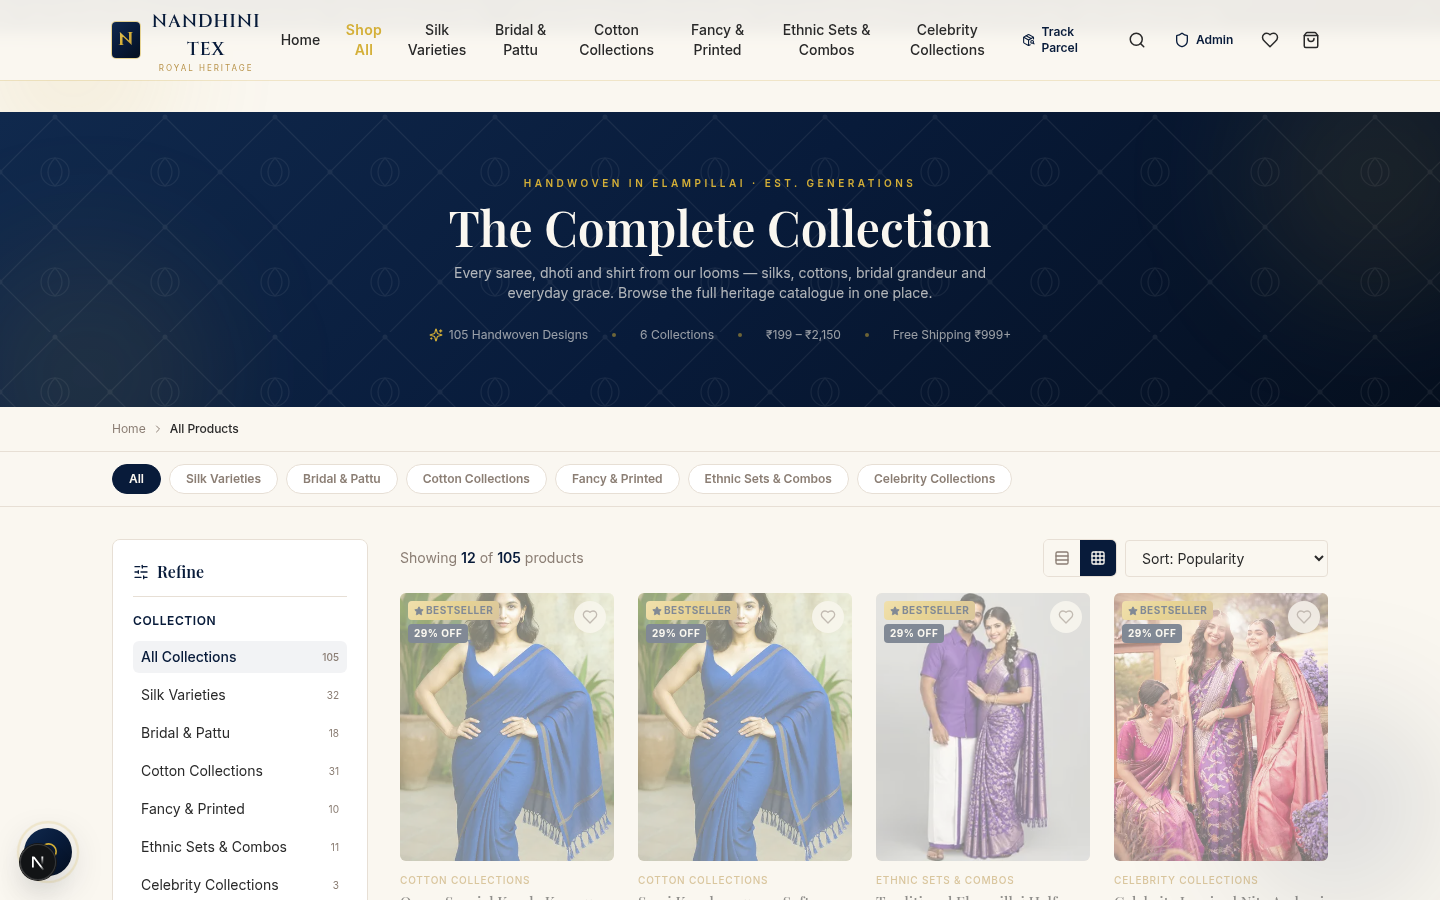 N
NANDHINI
TEX
ROYAL HERITAGE
Home
Shop
All
Silk
Varieties
Bridal &
Pattu
Cotton
Collections
Fancy &
Printed
Ethnic Sets &
Combos
Celebrity
Collections
Track
Parcel
Admin
HANDWOVEN IN ELAMPILLAI · EST. GENERATIONS
The Complete Collection
Every saree, dhoti and shirt from our looms — silks, cottons, bridal grandeur and
everyday grace. Browse the full heritage catalogue in one place.
105 Handwoven Designs • 6 Collections • ₹199 – ₹2,150 • Free Shipping ₹999+
Home > All Products
All
Silk Varieties
Bridal & Pattu
Cotton Collections
Fancy & Printed
Ethnic Sets & Combos
Celebrity Collections
Refine
COLLECTION
All Collections 105
Silk Varieties 32
Bridal & Pattu 18
Cotton Collections 31
Fancy & Printed 10
Ethnic Sets & Combos 11
Celebrity Collections 3
N
Showing 12 of 105 products
Sort: Popularity
BESTSELLER
29% OFF
BESTSELLER
29% OFF
BESTSELLER
29% OFF
BESTSELLER
29% OFF
COTTON COLLECTIONS
COTTON COLLECTIONS
ETHNIC SETS & COMBOS
CELEBRITY COLLECTIONS